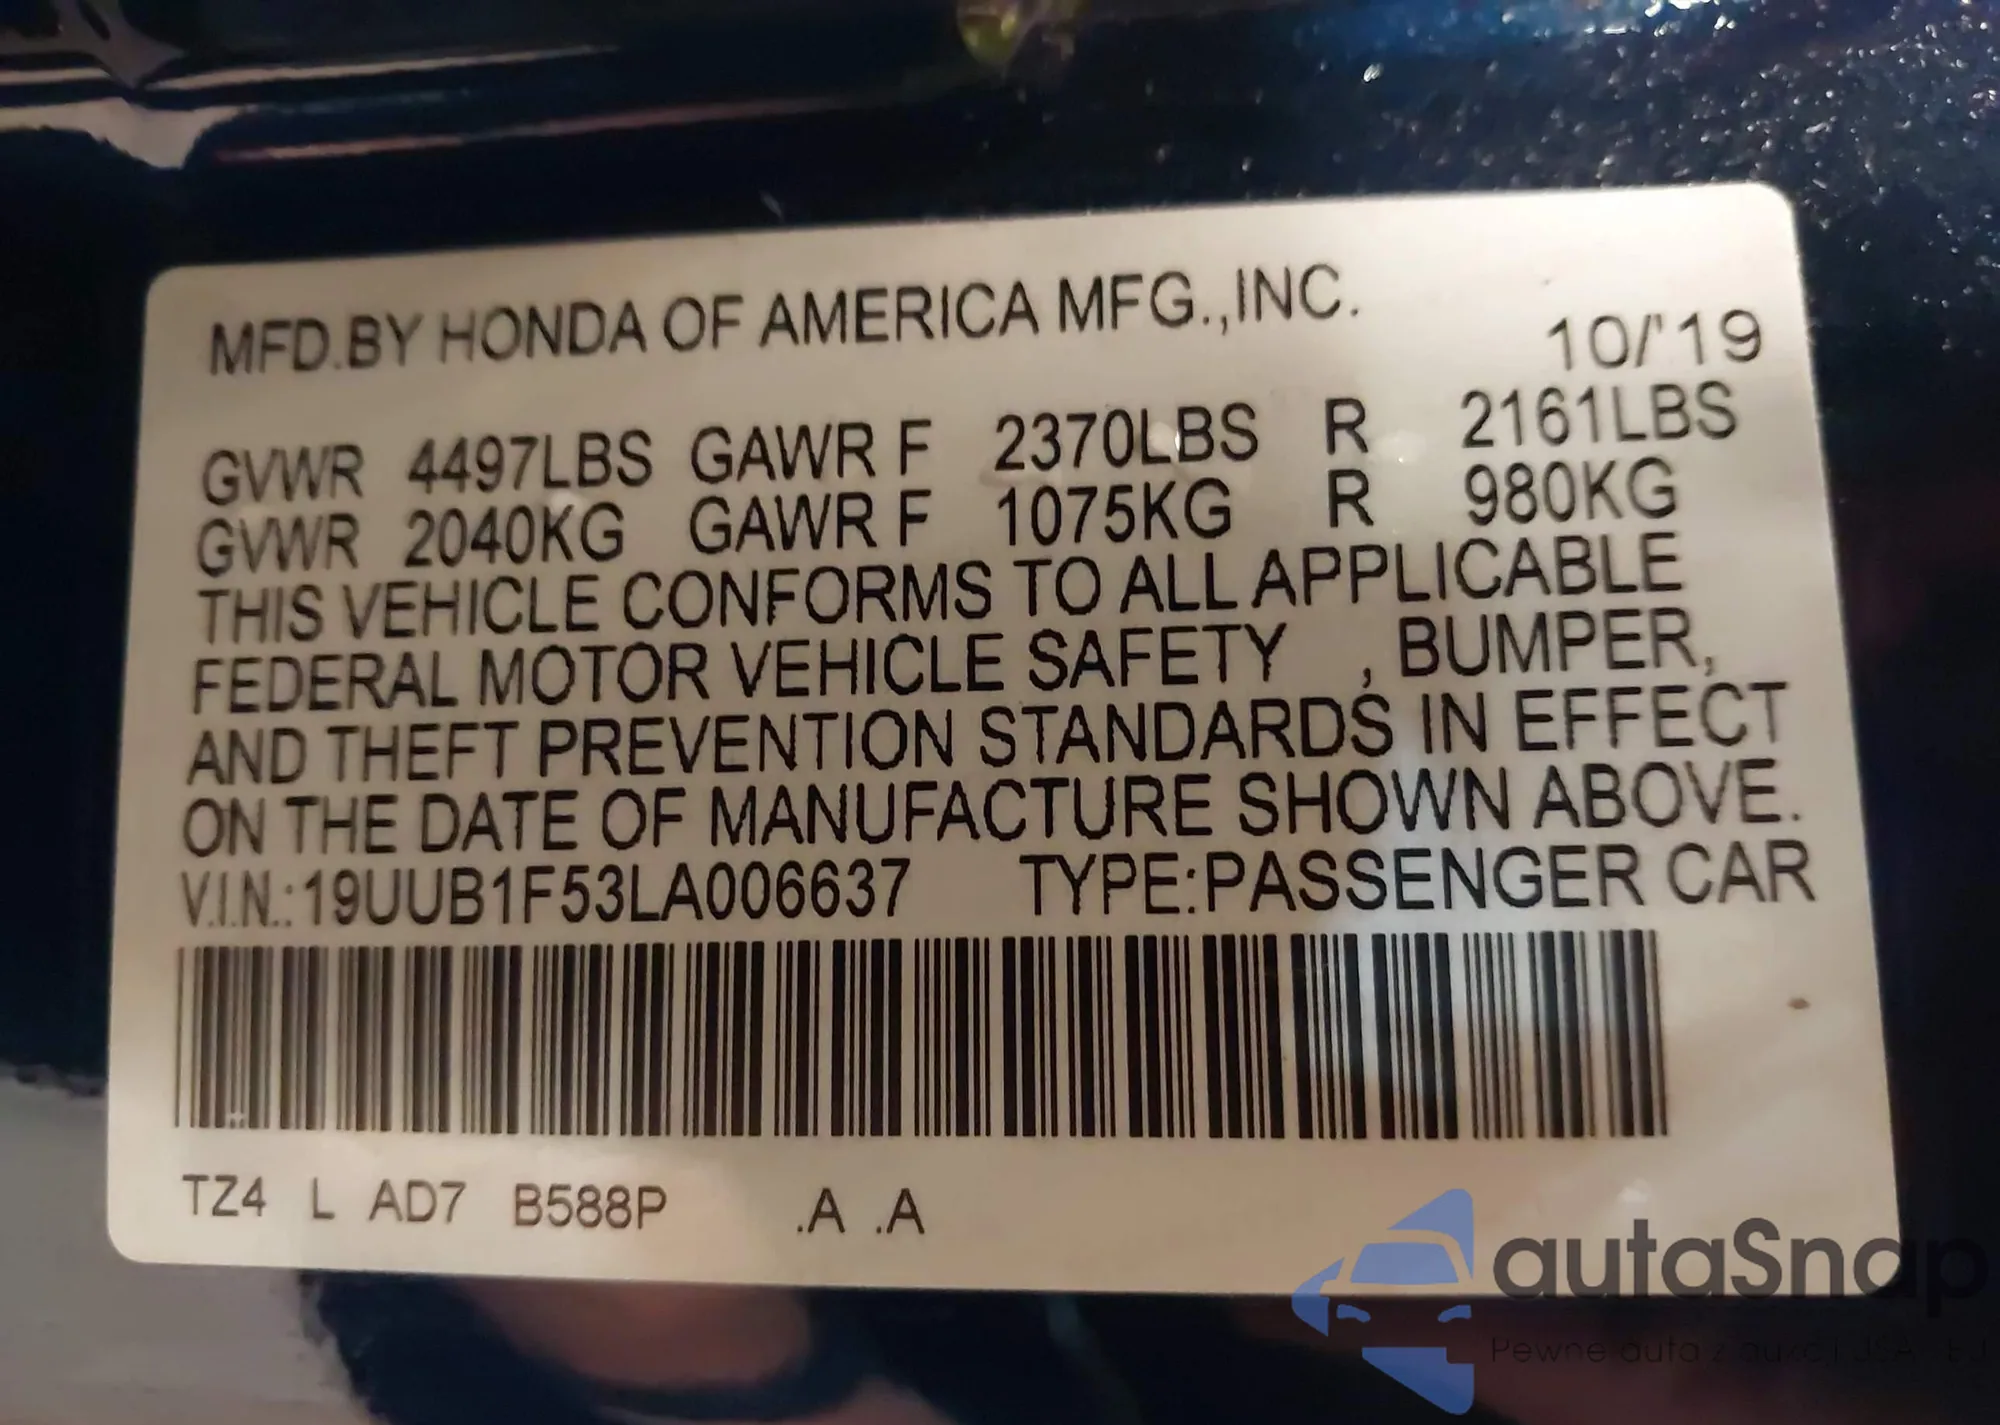 MFD.BY HONDA OF AMERICA MFG.,INC.
10/'19
GVWR 4497LBS GAWR F 2370LBS R 2161LBS
GVWR 2040KG GAWR F 1075KG R 980KG
THIS VEHICLE CONFORMS TO ALL APPLICABLE
FEDERAL MOTOR VEHICLE SAFETY , BUMPER,
AND THEFT PREVENTION STANDARDS IN EFFECT
ON THE DATE OF MANUFACTURE SHOWN ABOVE.
V.I.N.:19UUB1F53LA006637 TYPE:PASSENGER CAR
TZ4 L AD7 B588P .A .A
autaSnap
Pewne auta z